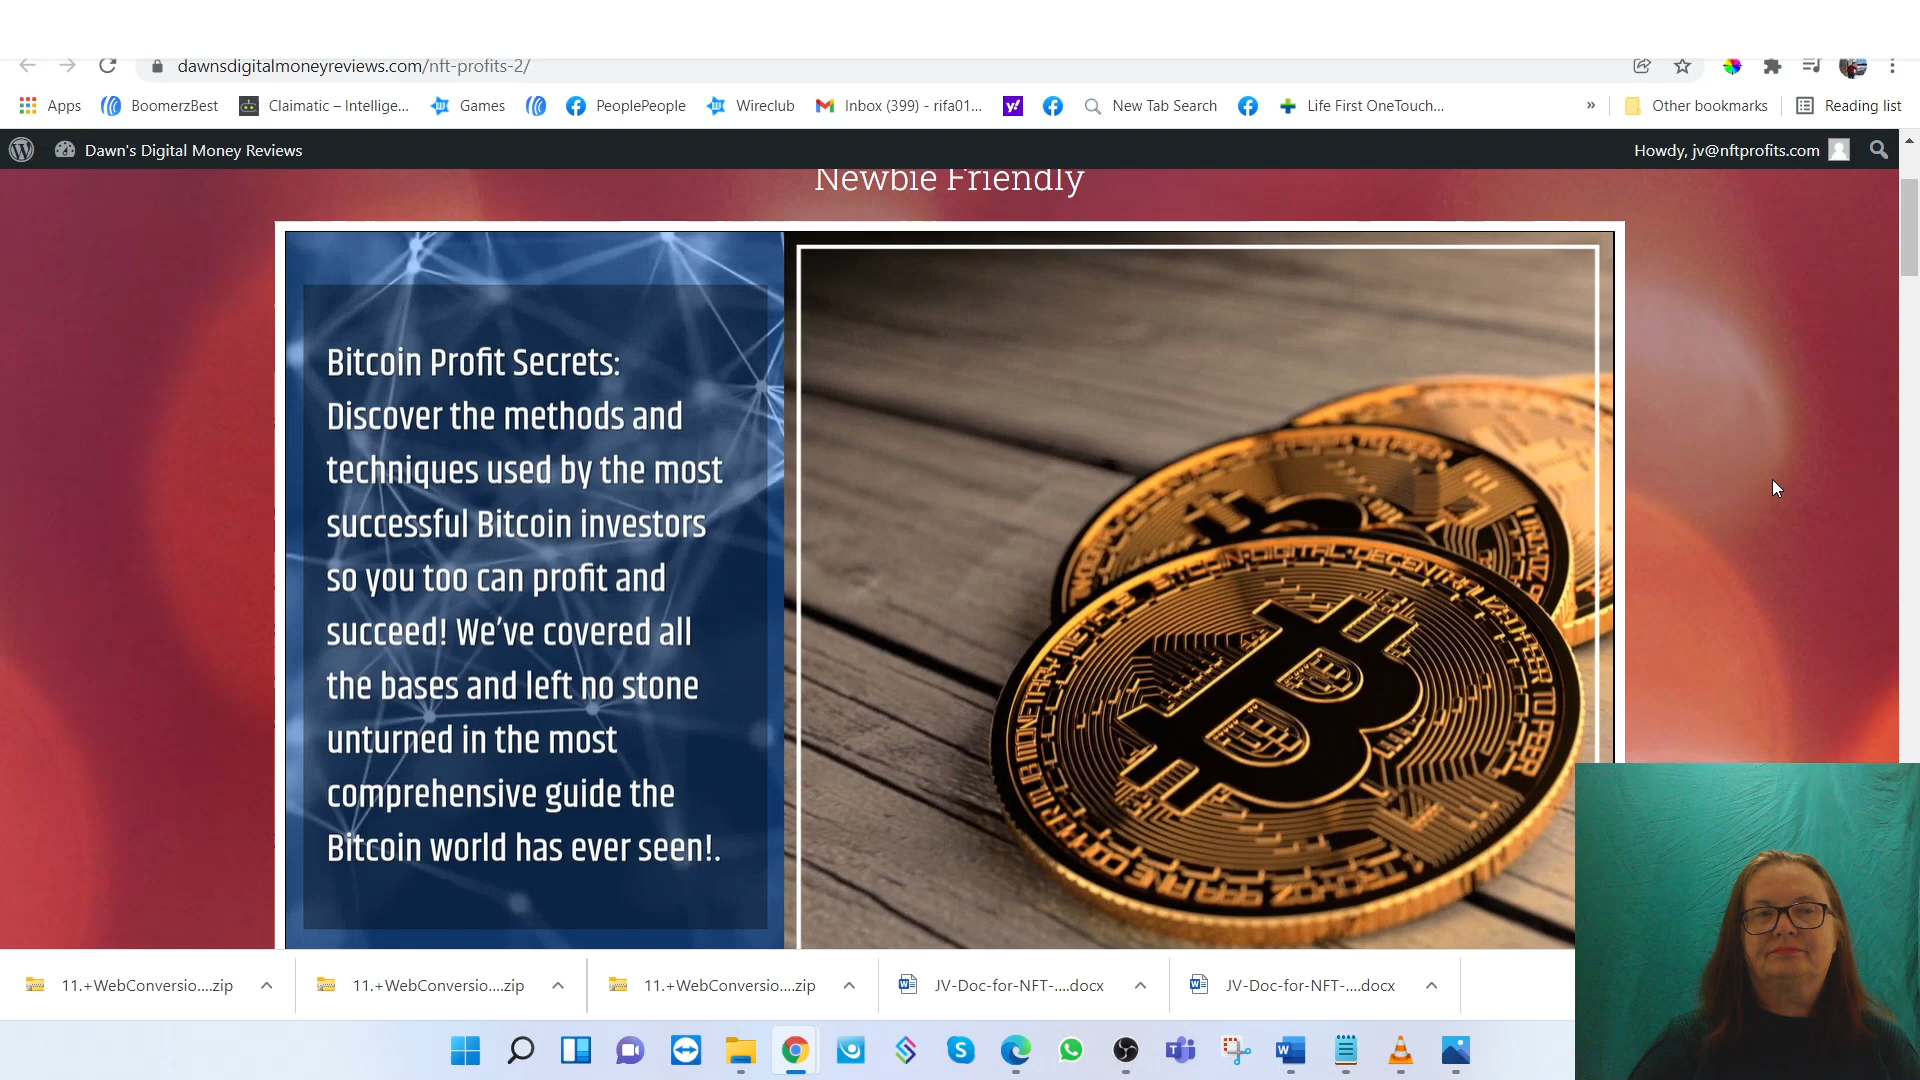 dawnsdigitalmoneyreviews.com/nft-profits-2/
Apps BoomerzBest Claimatic – Intellige... Games PeoplePeople Wireclub Inbox (399) - rifa01... New Tab Search Life First OneTouch... » Other bookmarks Reading list
Dawn's Digital Money Reviews Howdy, jv@nftprofits.com
Newbie Friendly
Bitcoin Profit Secrets:
Discover the methods and
techniques used by the most
successful Bitcoin investors
so you too can profit and
succeed! We've covered all
the bases and left no stone
unturned in the most
comprehensive guide the
Bitcoin world has ever seen!.
11.+WebConversio....zip 11.+WebConversio....zip 11.+WebConversio....zip JV-Doc-for-NFT-....docx JV-Doc-for-NFT-....docx